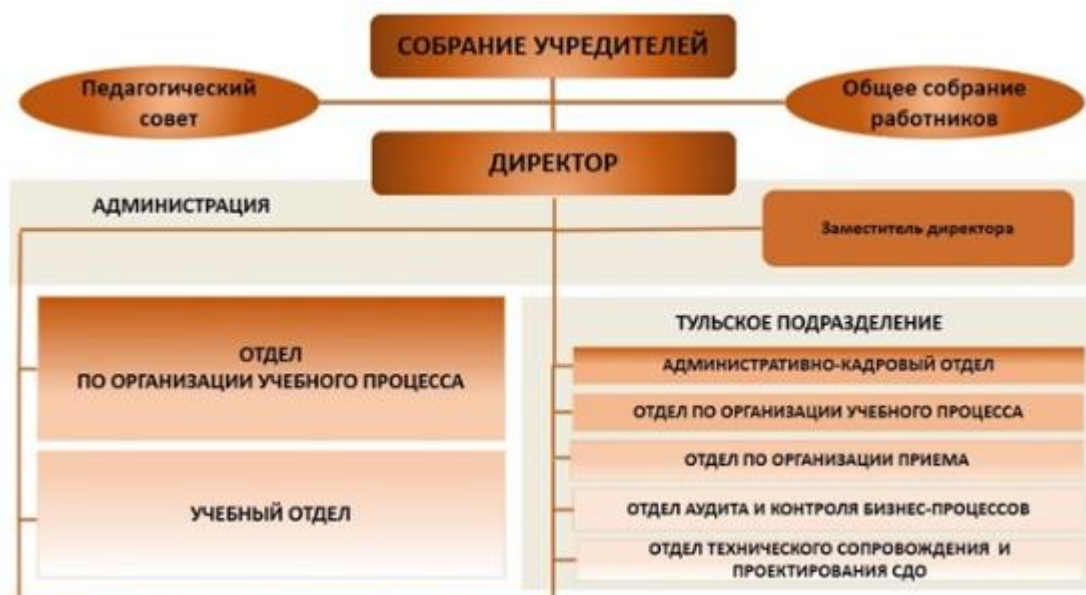 СОБРАНИЕ УЧРЕДИТЕЛЕЙ
Педагогический
совет
Общее собрание
работников
ДИРЕКТОР
АДМИНИСТРАЦИЯ
Заместитель директора
ОТДЕЛ
ПО ОРГАНИЗАЦИИ УЧЕБНОГО ПРОЦЕССА
УЧЕБНЫЙ ОТДЕЛ
ТУЛЬСКОЕ ПОДРАЗДЕЛЕНИЕ
АДМИНИСТРАТИВНО-КАДРОВЫЙ ОТДЕЛ
ОТДЕЛ ПО ОРГАНИЗАЦИИ УЧЕБНОГО ПРОЦЕССА
ОТДЕЛ ПО ОРГАНИЗАЦИИ ПРИЕМА
ОТДЕЛ АУДИТА И КОНТРОЛЯ БИЗНЕС-ПРОЦЕССОВ
ОТДЕЛ ТЕХНИЧЕСКОГО СОПРОВОЖДЕНИЯ И
ПРОЕКТИРОВАНИЯ СДО